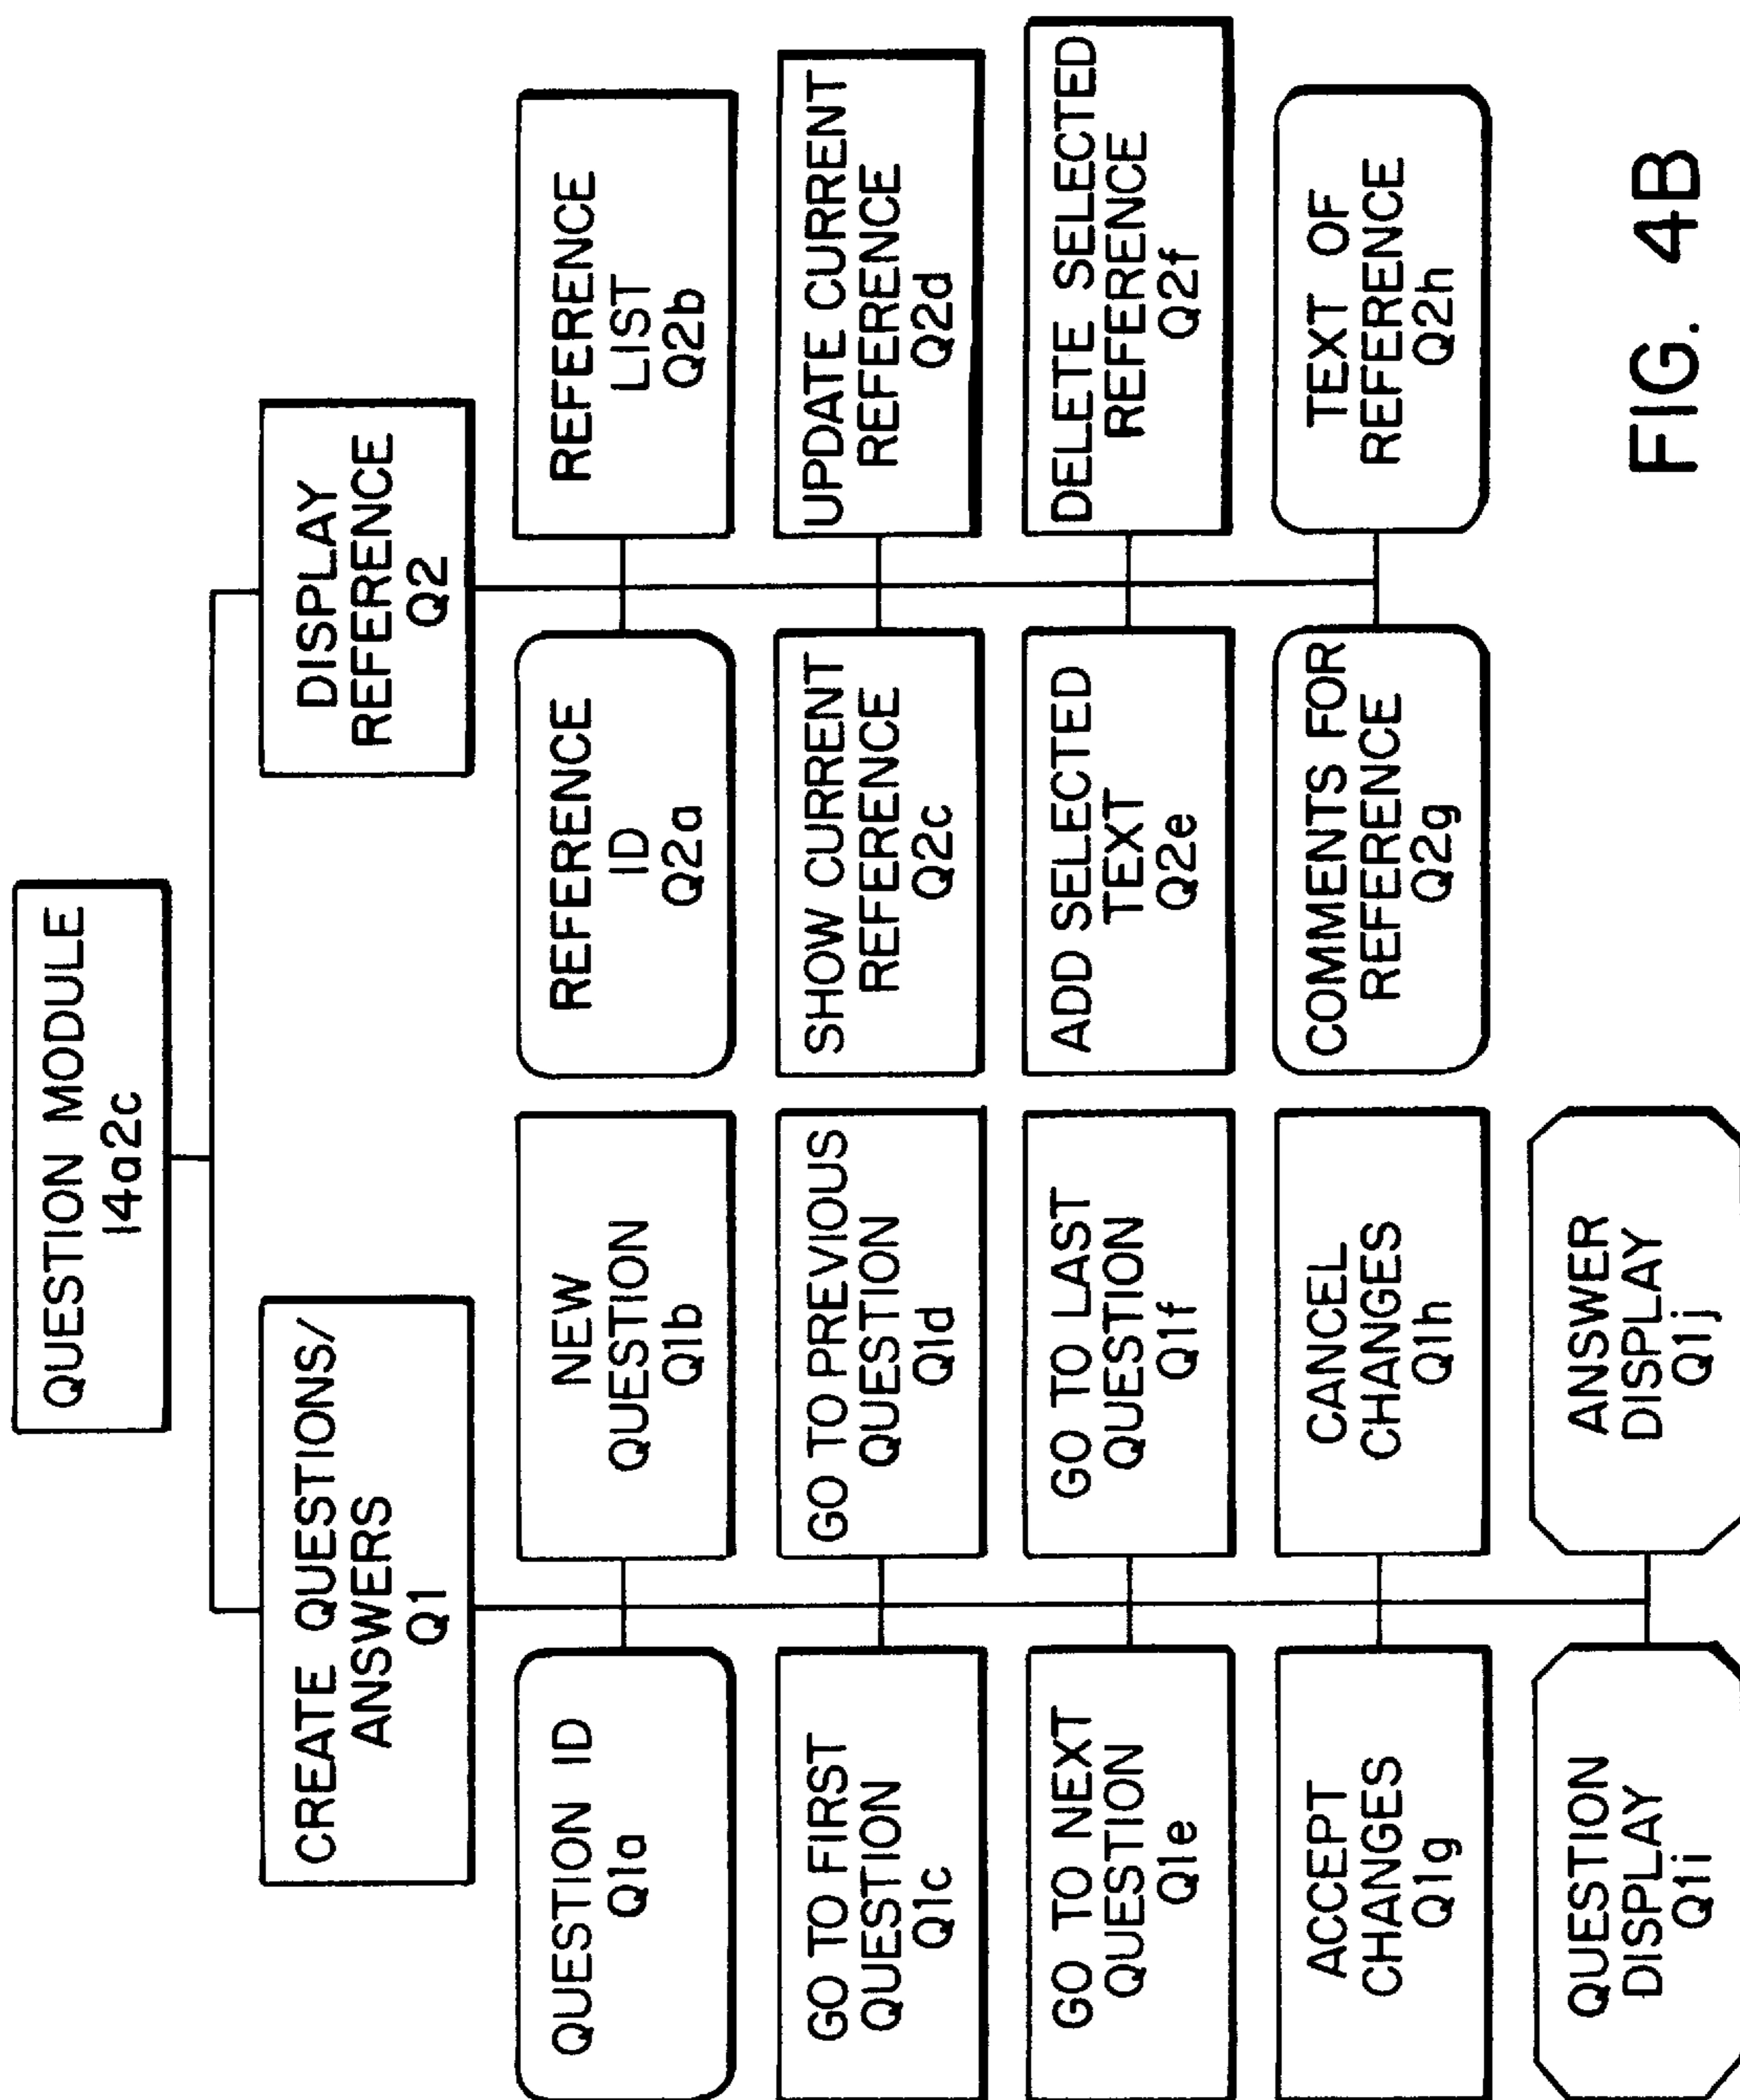 QUESTION MODULE
14a2c
CREATE QUESTIONS/
ANSWERS
Q1
DISPLAY
REFERENCE
Q2
QUESTION ID
Q1a
NEW
QUESTION
Q1b
REFERENCE
ID
Q2a
REFERENCE
LIST
Q2b
GO TO FIRST
QUESTION
Q1c
GO TO PREVIOUS
QUESTION
Q1d
SHOW CURRENT
REFERENCE
Q2c
UPDATE CURRENT
REFERENCE
Q2d
GO TO NEXT
QUESTION
Q1e
GO TO LAST
QUESTION
Q1f
ADD SELECTED
TEXT
Q2e
DELETE SELECTED
REFERENCE
Q2f
ACCEPT
CHANGES
Q1g
CANCEL
CHANGES
Q1h
COMMENTS FOR
REFERENCE
Q2g
TEXT OF
REFERENCE
Q2h
QUESTION
DISPLAY
Q1i
ANSWER
DISPLAY
Q1j
FIG. 4B